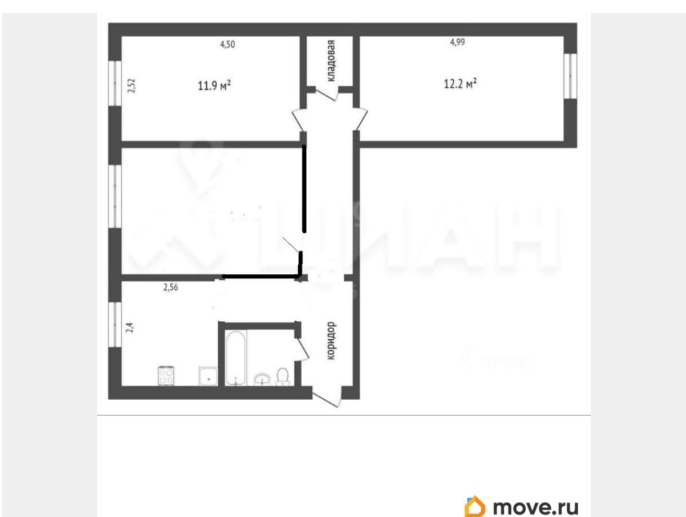 4,50
кладовая
4,99
2,52
11.9 м²
12.2 м²
ЦИАН
2,56
2,4
коридор
move.ru